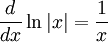 d/dx ln |x| = 1/x